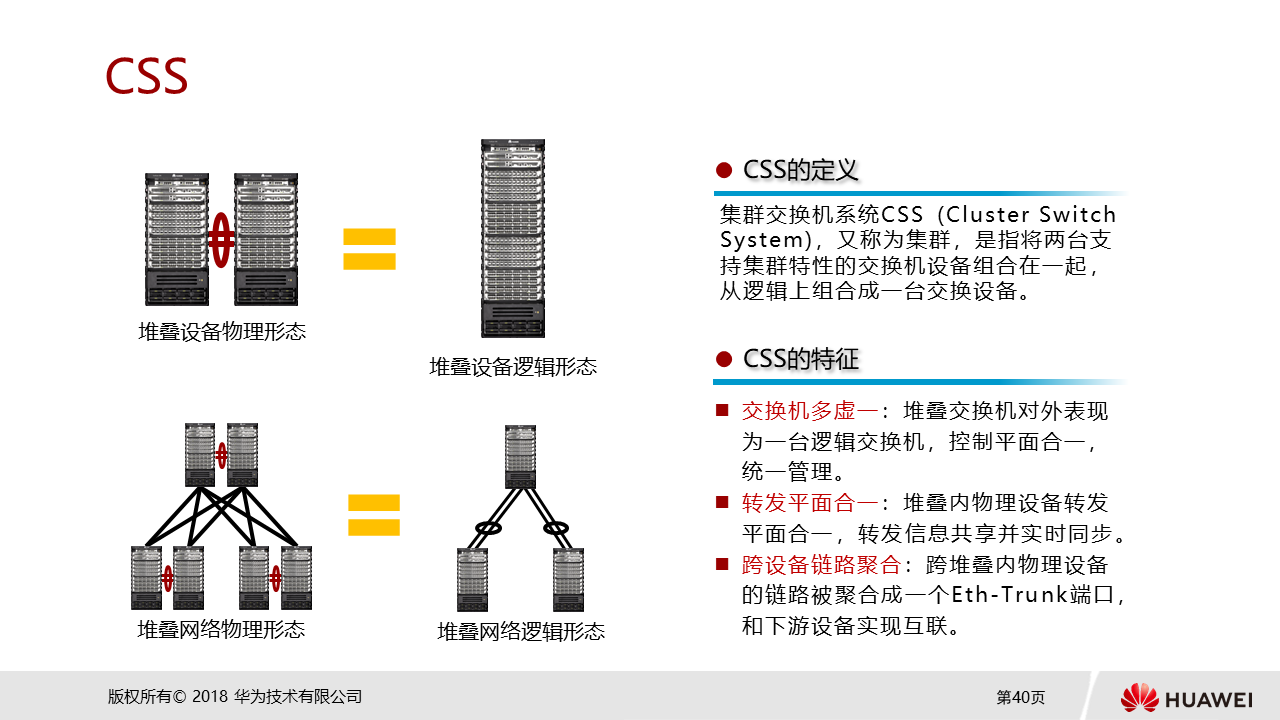 CSS
堆叠设备物理形态
堆叠设备逻辑形态
堆叠网络物理形态
堆叠网络逻辑形态
CSS的定义
集群交换机系统CSS (Cluster Switch
System)，又称为集群，是指将两台支
持集群特性的交换机设备组合在一起，
从逻辑上组合成一台交换设备。
CSS的特征
交换机多虚一：堆叠交换机对外表现
为一台逻辑交换机，控制平面合一，
统一管理。
转发平面合一：堆叠内物理设备转发
平面合一，转发信息共享并实时同步。
跨设备链路聚合：跨堆叠内物理设备
的链路被聚合成一个Eth-Trunk端口，
和下游设备实现互联。
版权所有© 2018 华为技术有限公司
第40页
HUAWEI